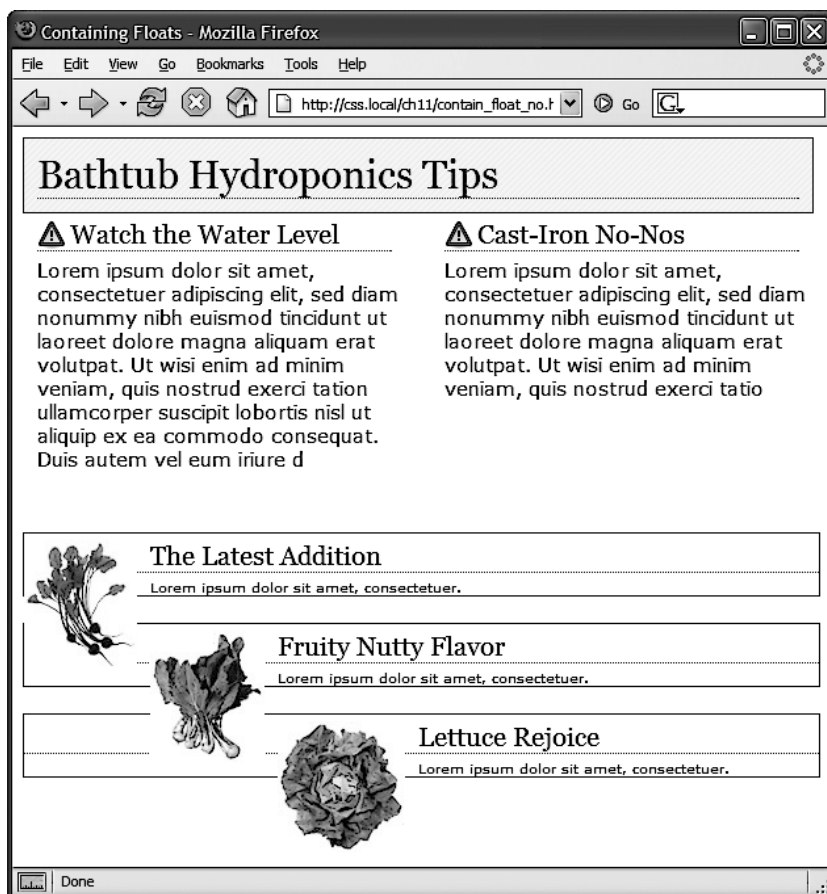 Containing Floats - Mozilla Firefox
File Edit View Go Bookmarks Tools Help
http://css.local/ch11/contain_float_no.h Go G
Bathtub Hydroponics Tips
Watch the Water Level
Lorem ipsum dolor sit amet,
consectetuer adipiscing elit, sed diam
nonummy nibh euismod tincidunt ut
laoreet dolore magna aliquam erat
volutpat. Ut wisi enim ad minim
veniam, quis nostrud exerci tation
ullamcorper suscipit lobortis nisl ut
aliquip ex ea commodo consequat.
Duis autem vel eum iriure d
Cast-Iron No-Nos
Lorem ipsum dolor sit amet,
consectetuer adipiscing elit, sed diam
nonummy nibh euismod tincidunt ut
laoreet dolore magna aliquam erat
volutpat. Ut wisi enim ad minim
veniam, quis nostrud exerci tatio
The Latest Addition
Lorem ipsum dolor sit amet, consectetuer.
Fruity Nutty Flavor
Lorem ipsum dolor sit amet, consectetuer.
Lettuce Rejoice
Lorem ipsum dolor sit amet, consectetuer.
Done